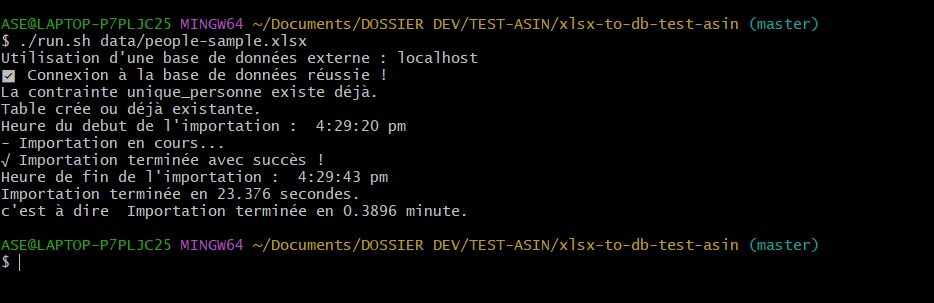 ASE@LAPTOP-P7PLJC25 MINGW64 ~/Documents/DOSSIER DEV/TEST-ASIN/xlsx-to-db-test-asin (master)
$ ./run.sh data/people-sample.xlsx
Utilisation d'une base de données externe : localhost
☑ Connexion à la base de données réussie !
La contrainte unique_personne existe déjà.
Table crée ou déjà existante.
Heure du debut de l'importation :  4:29:20 pm
- Importation en cours...
√ Importation terminée avec succès !
Heure de fin de l'importation :  4:29:43 pm
Importation terminée en 23.376 secondes.
c'est à dire  Importation terminée en 0.3896 minute.
ASE@LAPTOP-P7PLJC25 MINGW64 ~/Documents/DOSSIER DEV/TEST-ASIN/xlsx-to-db-test-asin (master)
$